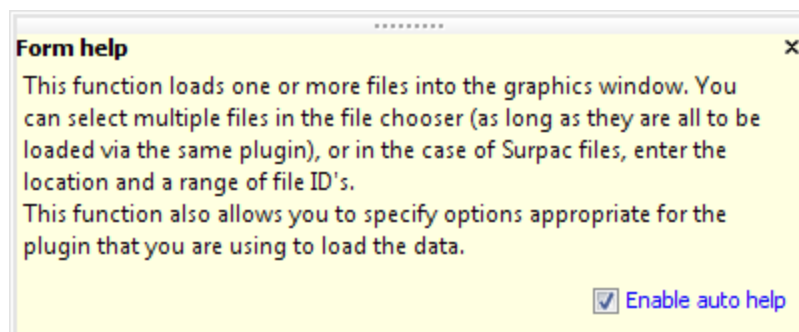 Form help
This function loads one or more files into the graphics window. You
can select multiple files in the file chooser (as long as they are all to be
loaded via the same plugin), or in the case of Surpac files, enter the
location and a range of file ID's.
This function also allows you to specify options appropriate for the
plugin that you are using to load the data.
Enable auto help